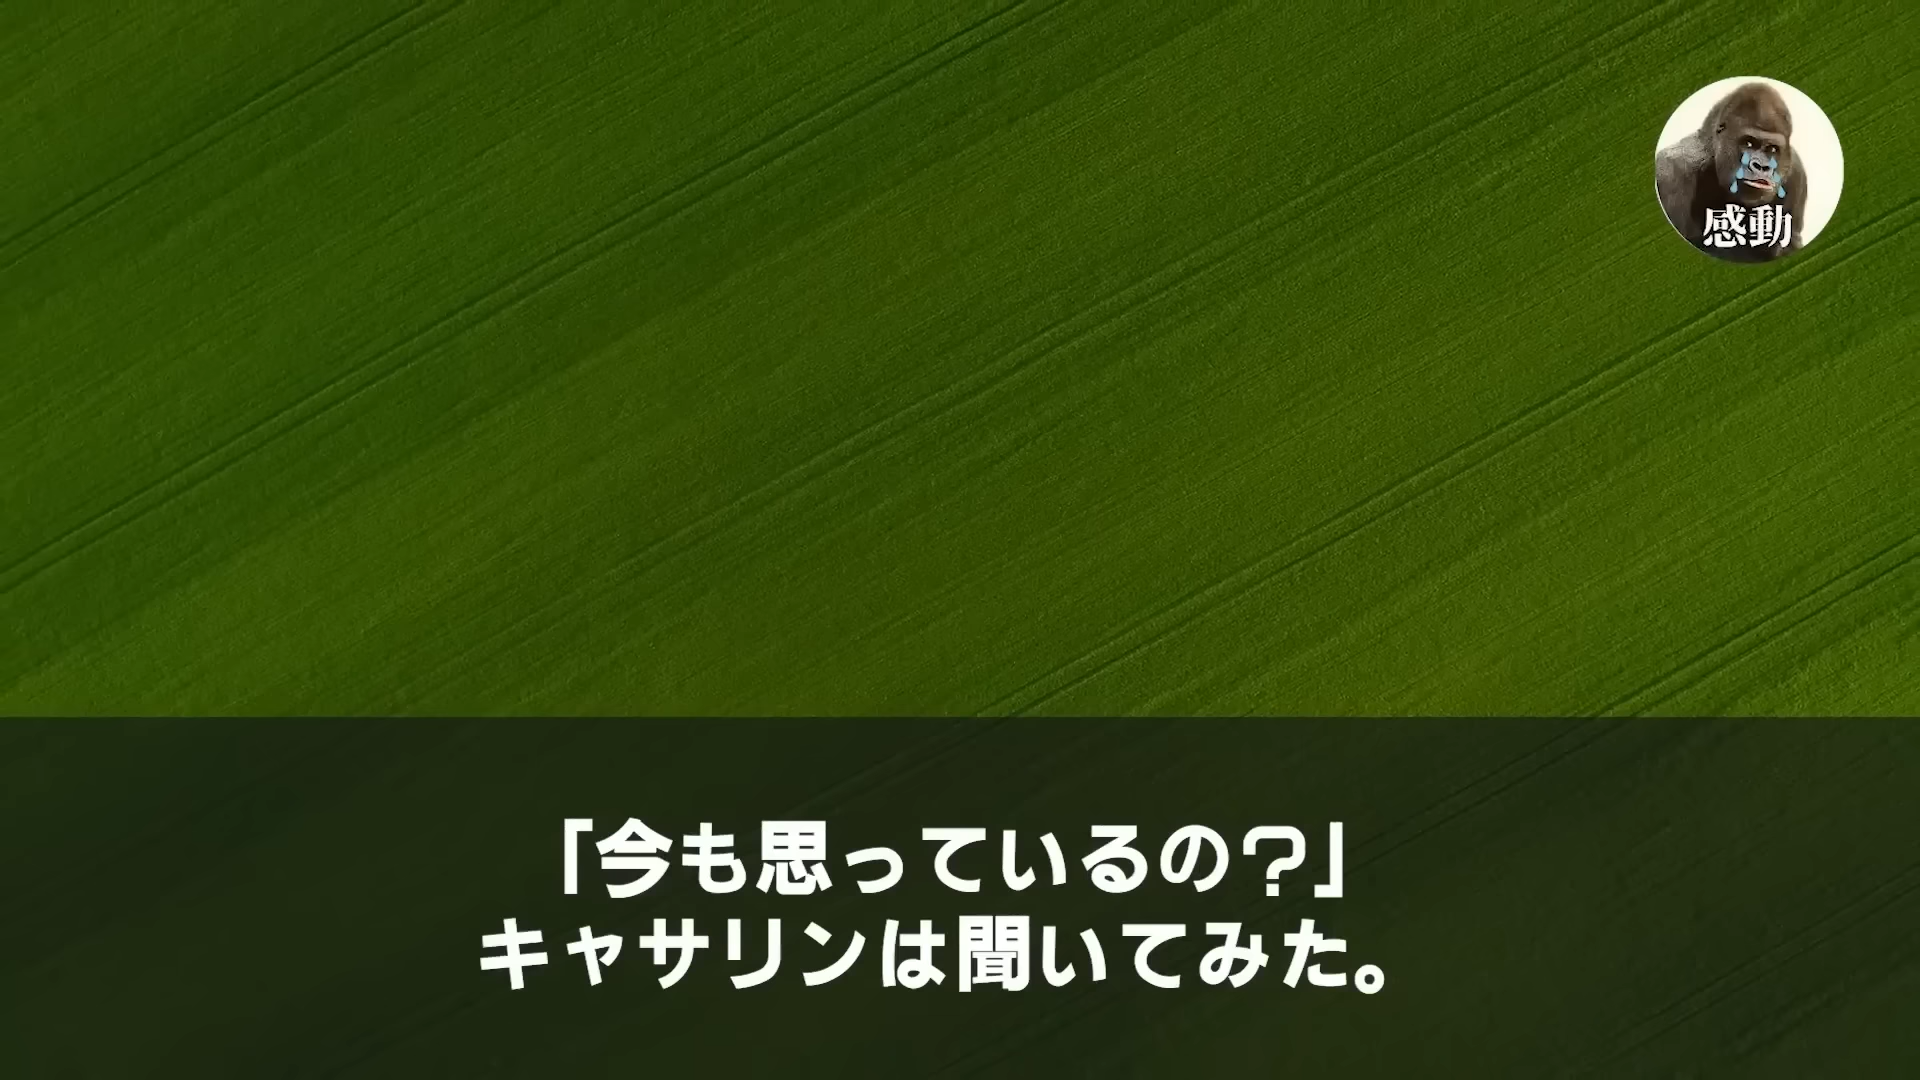 感動
「今も思っているの?」
キャサリンは聞いてみた。